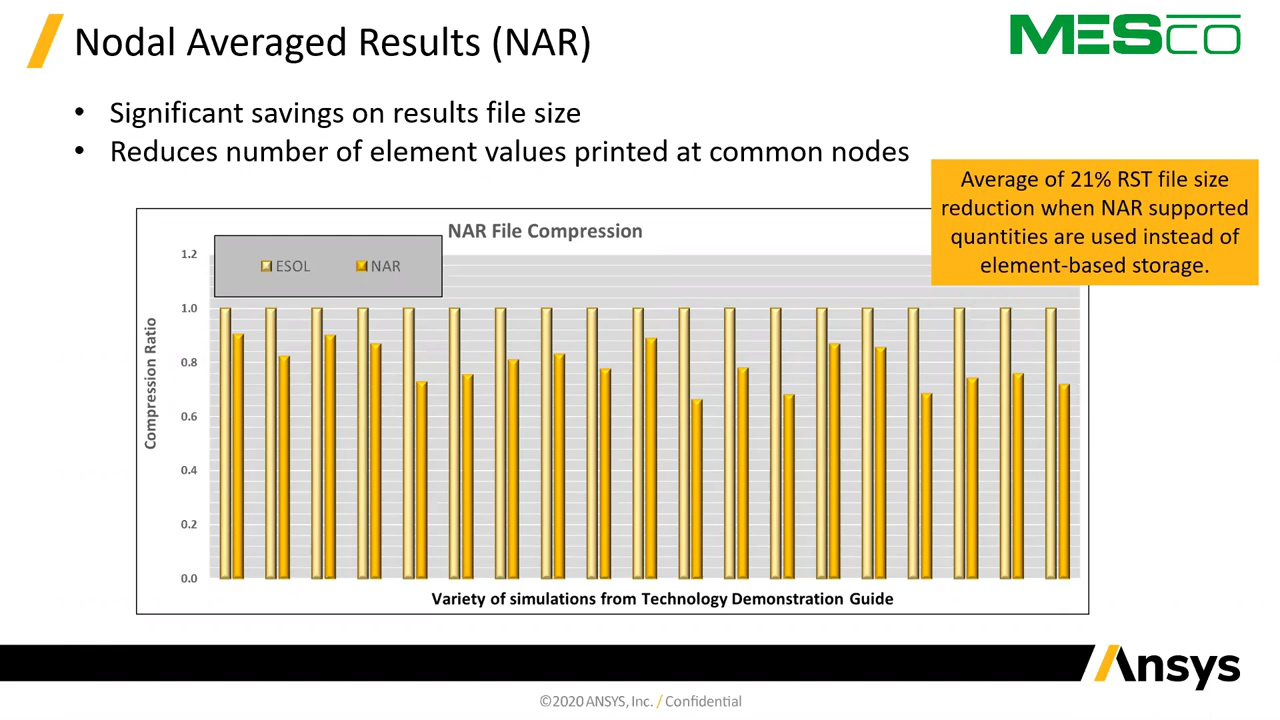 Nodal Averaged Results (NAR)
MESCO
• Significant savings on results file size
• Reduces number of element values printed at common nodes
Average of 21% RST file size
reduction when NAR supported
quantities are used instead of
element-based storage.
NAR File Compression
ESOL NAR
Compression Ratio
1.2
1.0
0.8
0.6
0.4
0.2
0.0
Variety of simulations from Technology Demonstration Guide
Ansys
©2020 ANSYS, Inc. / Confidential